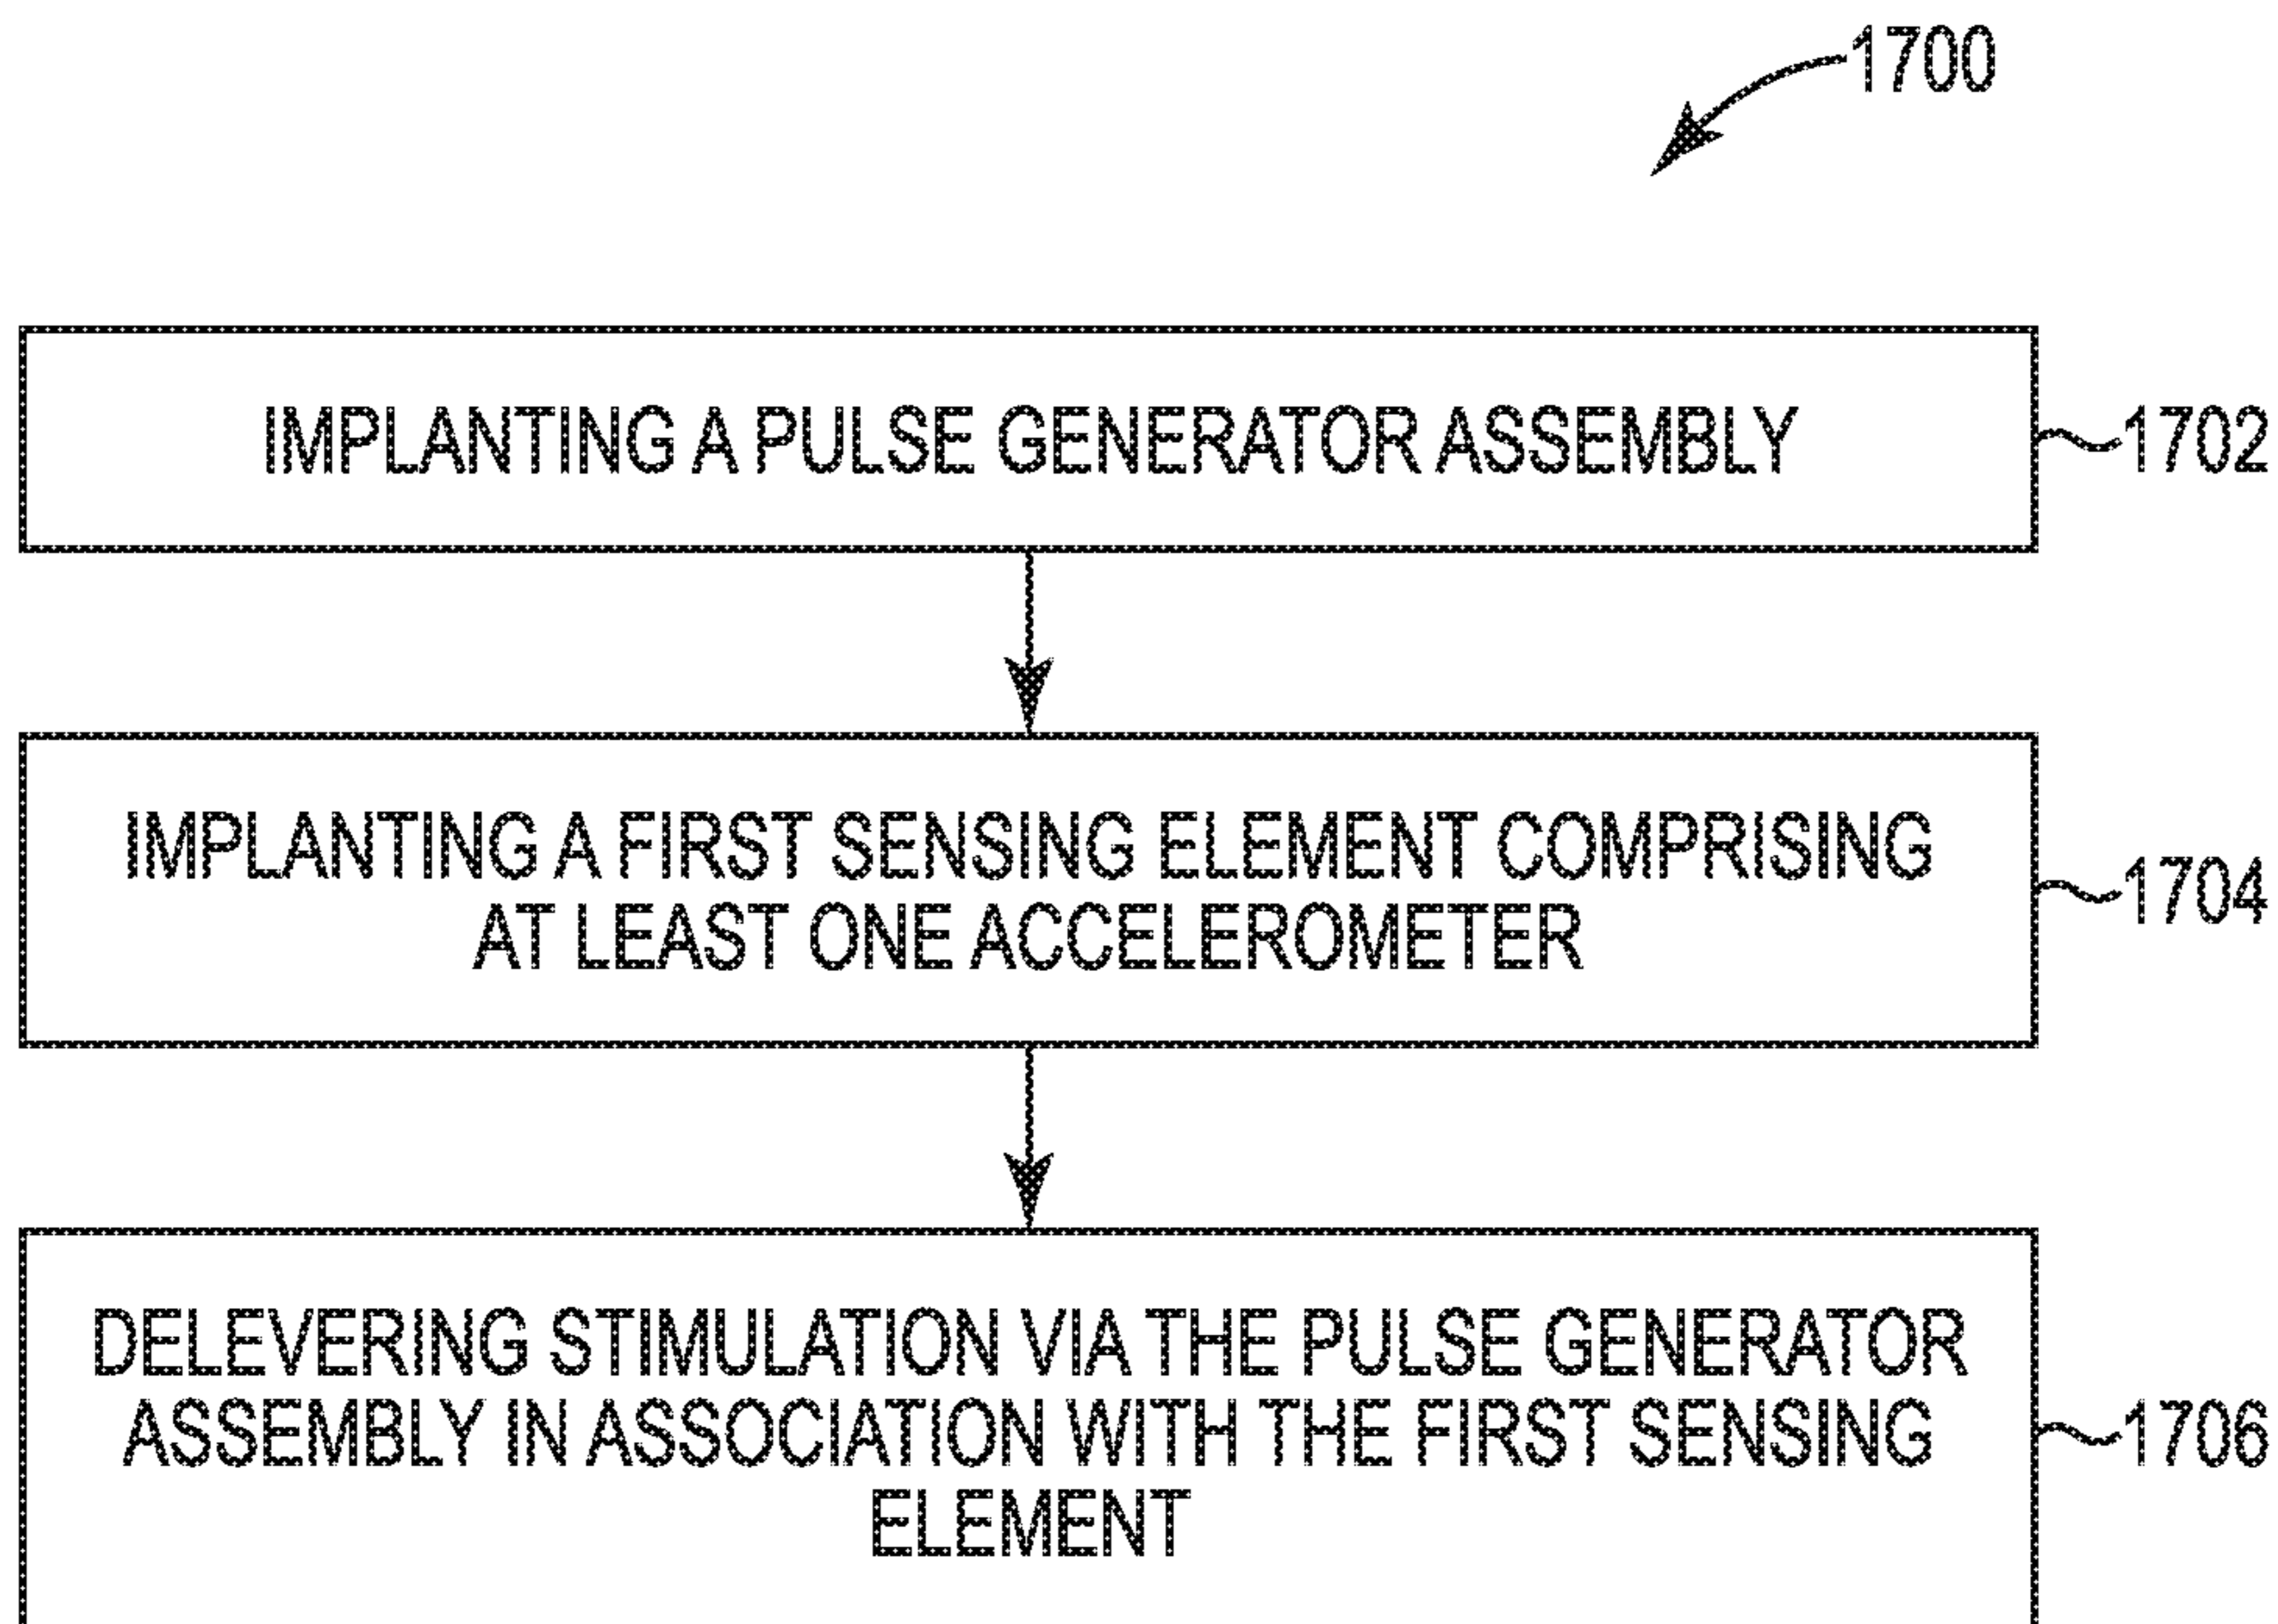 1700
IMPLANTING A PULSE GENERATOR ASSEMBLY
1702
IMPLANTING A FIRST SENSING ELEMENT COMPRISING
AT LEAST ONE ACCELEROMETER
1704
DELEVERING STIMULATION VIA THE PULSE GENERATOR
ASSEMBLY IN ASSOCIATION WITH THE FIRST SENSING
ELEMENT
1706